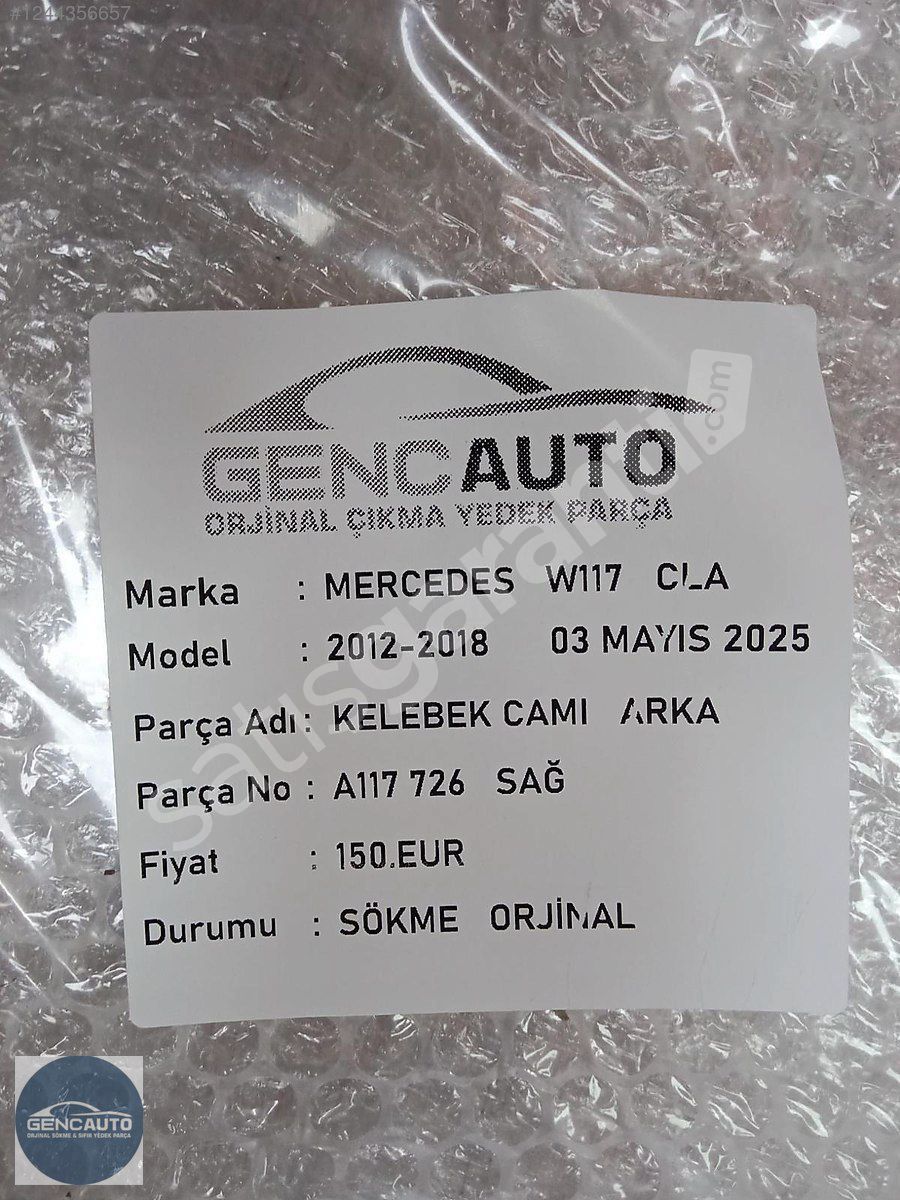 #1244356657
GENCAUTO
ORJİNAL ÇIKMA YEDEK PARÇA
Marka : MERCEDES W117 CLA
Model : 2012-2018 03 MAYIS 2025
Parça Adı : KELEBEK CAMI ARKA
Parça No : A117 726 SAĞ
Fiyat : 150.EUR
Durumu : SÖKME ORJİNAL
satışgaranti.com
GENCAUTO
ORJİNAL SÖKME & SIFIR YEDEK PARÇA